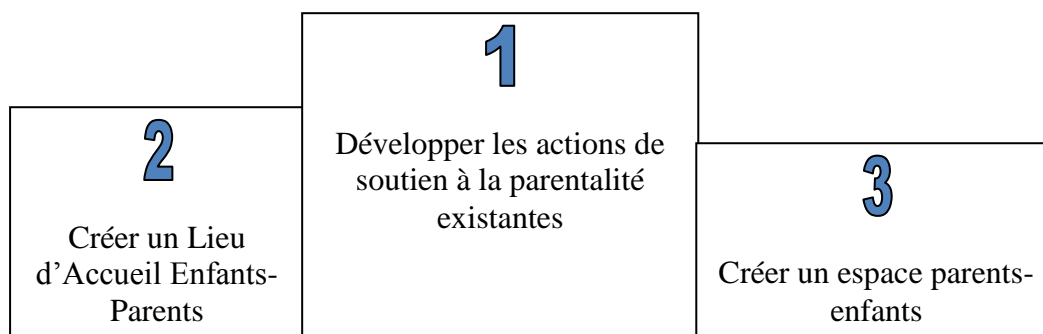 1
Développer les actions de
soutien à la parentalité
existantes
2
Créer un Lieu
d’Accueil Enfants-
Parents
3
Créer un espace parents-
enfants